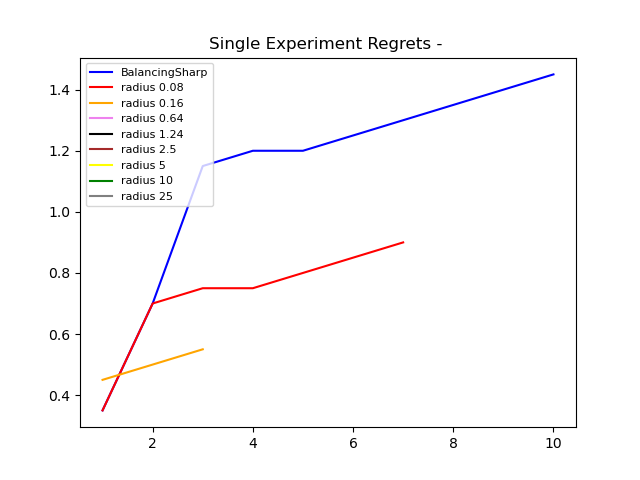 Single Experiment Regrets -
BalancingSharp
radius 0.08
radius 0.16
radius 0.64
radius 1.24
radius 2.5
radius 5
radius 10
radius 25
1.4
1.2
1.0
0.8
0.6
0.4
2 4 6 8 10